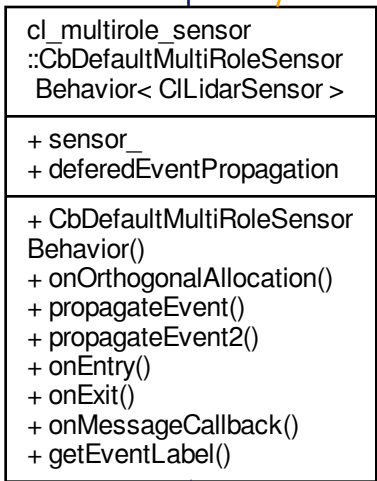 cl_multirole_sensor
::CbDefaultMultiRoleSensor
Behavior< ClLidarSensor >
+ sensor_
+ deferedEventPropagation
+ CbDefaultMultiRoleSensor
Behavior()
+ onOrthogonalAllocation()
+ propagateEvent()
+ propagateEvent2()
+ onEntry()
+ onExit()
+ onMessageCallback()
+ getEventLabel()